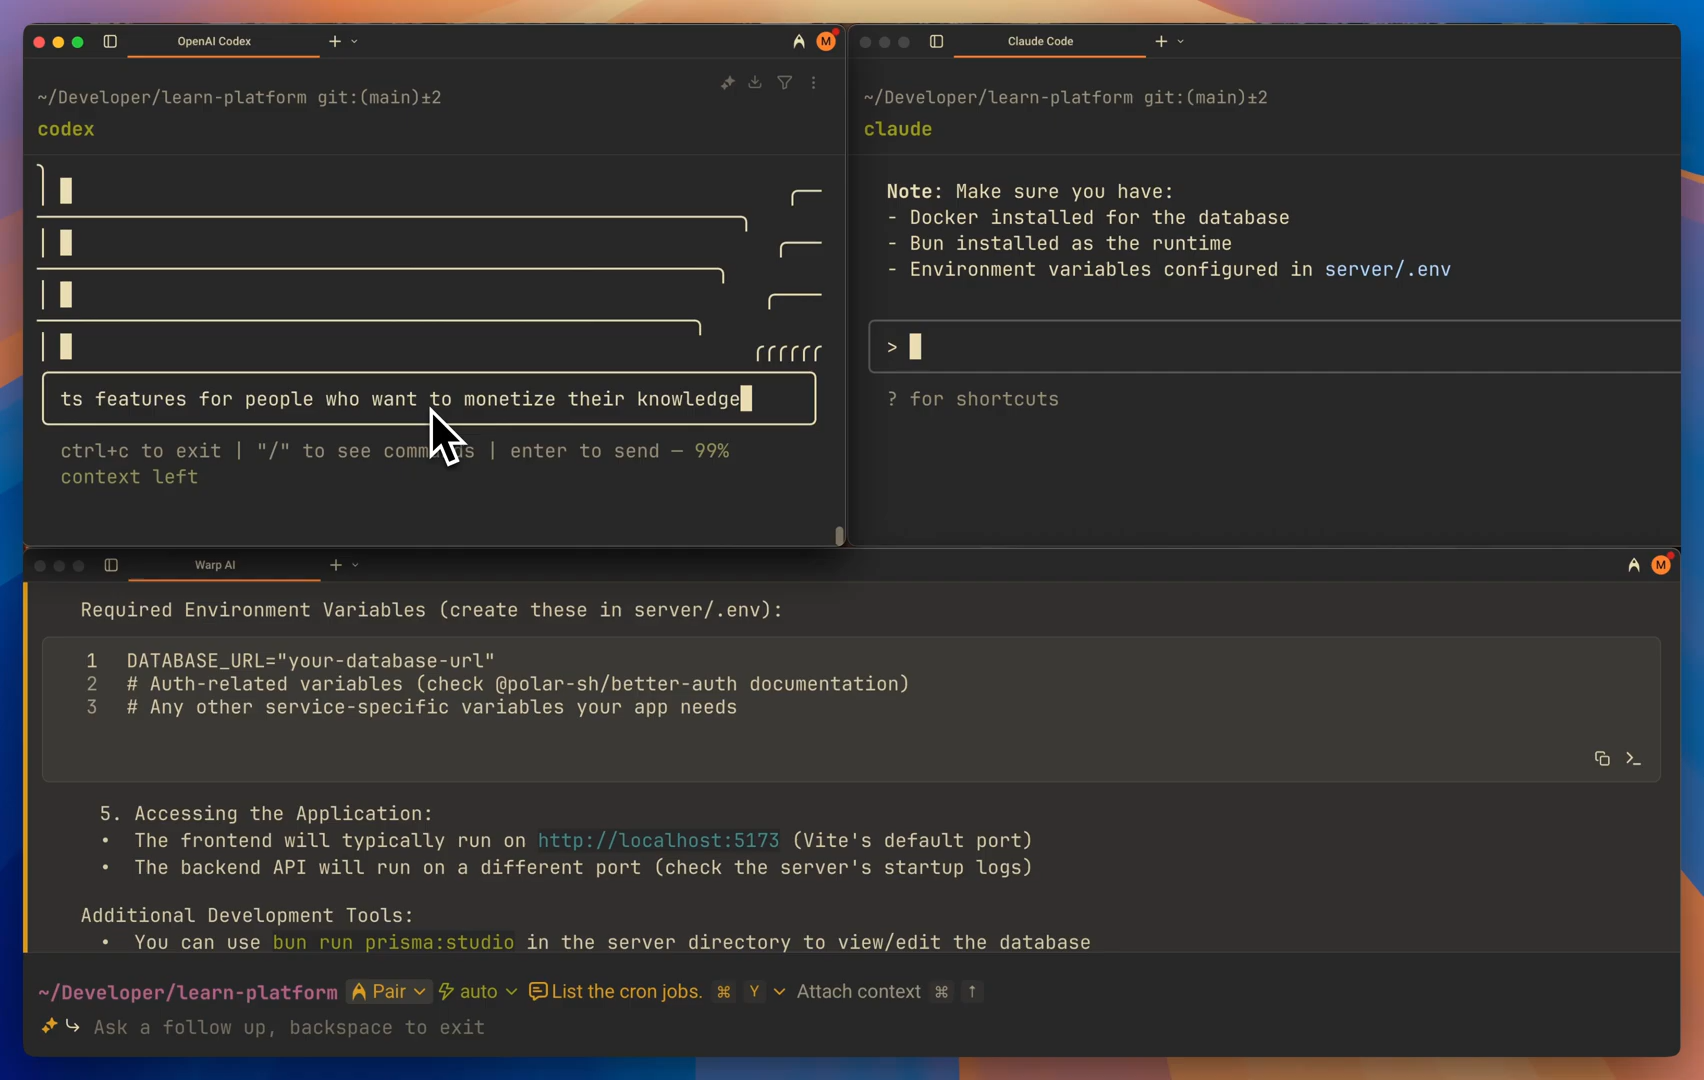 OpenAI Codex
M
~/Developer/learn-platform git:(main)±2
codex
ts features for people who want to monetize their knowledge
ctrl+c to exit | "/" to see comm s | enter to send — 99%
context left
Claude Code
~/Developer/learn-platform git:(main)±2
claude
Note: Make sure you have:
- Docker installed for the database
- Bun installed as the runtime
- Environment variables configured in server/.env
>
? for shortcuts
Warp AI
M
Required Environment Variables (create these in server/.env):
1 DATABASE_URL="your-database-url"
2 # Auth-related variables (check @polar-sh/better-auth documentation)
3 # Any other service-specific variables your app needs
5. Accessing the Application:
• The frontend will typically run on http://localhost:5173 (Vite's default port)
• The backend API will run on a different port (check the server's startup logs)
Additional Development Tools:
• You can use bun run prisma:studio in the server directory to view/edit the database
~/Developer/learn-platform Pair auto List the cron jobs. ⌘ Y Attach context ⌘ ↑
Ask a follow up, backspace to exit